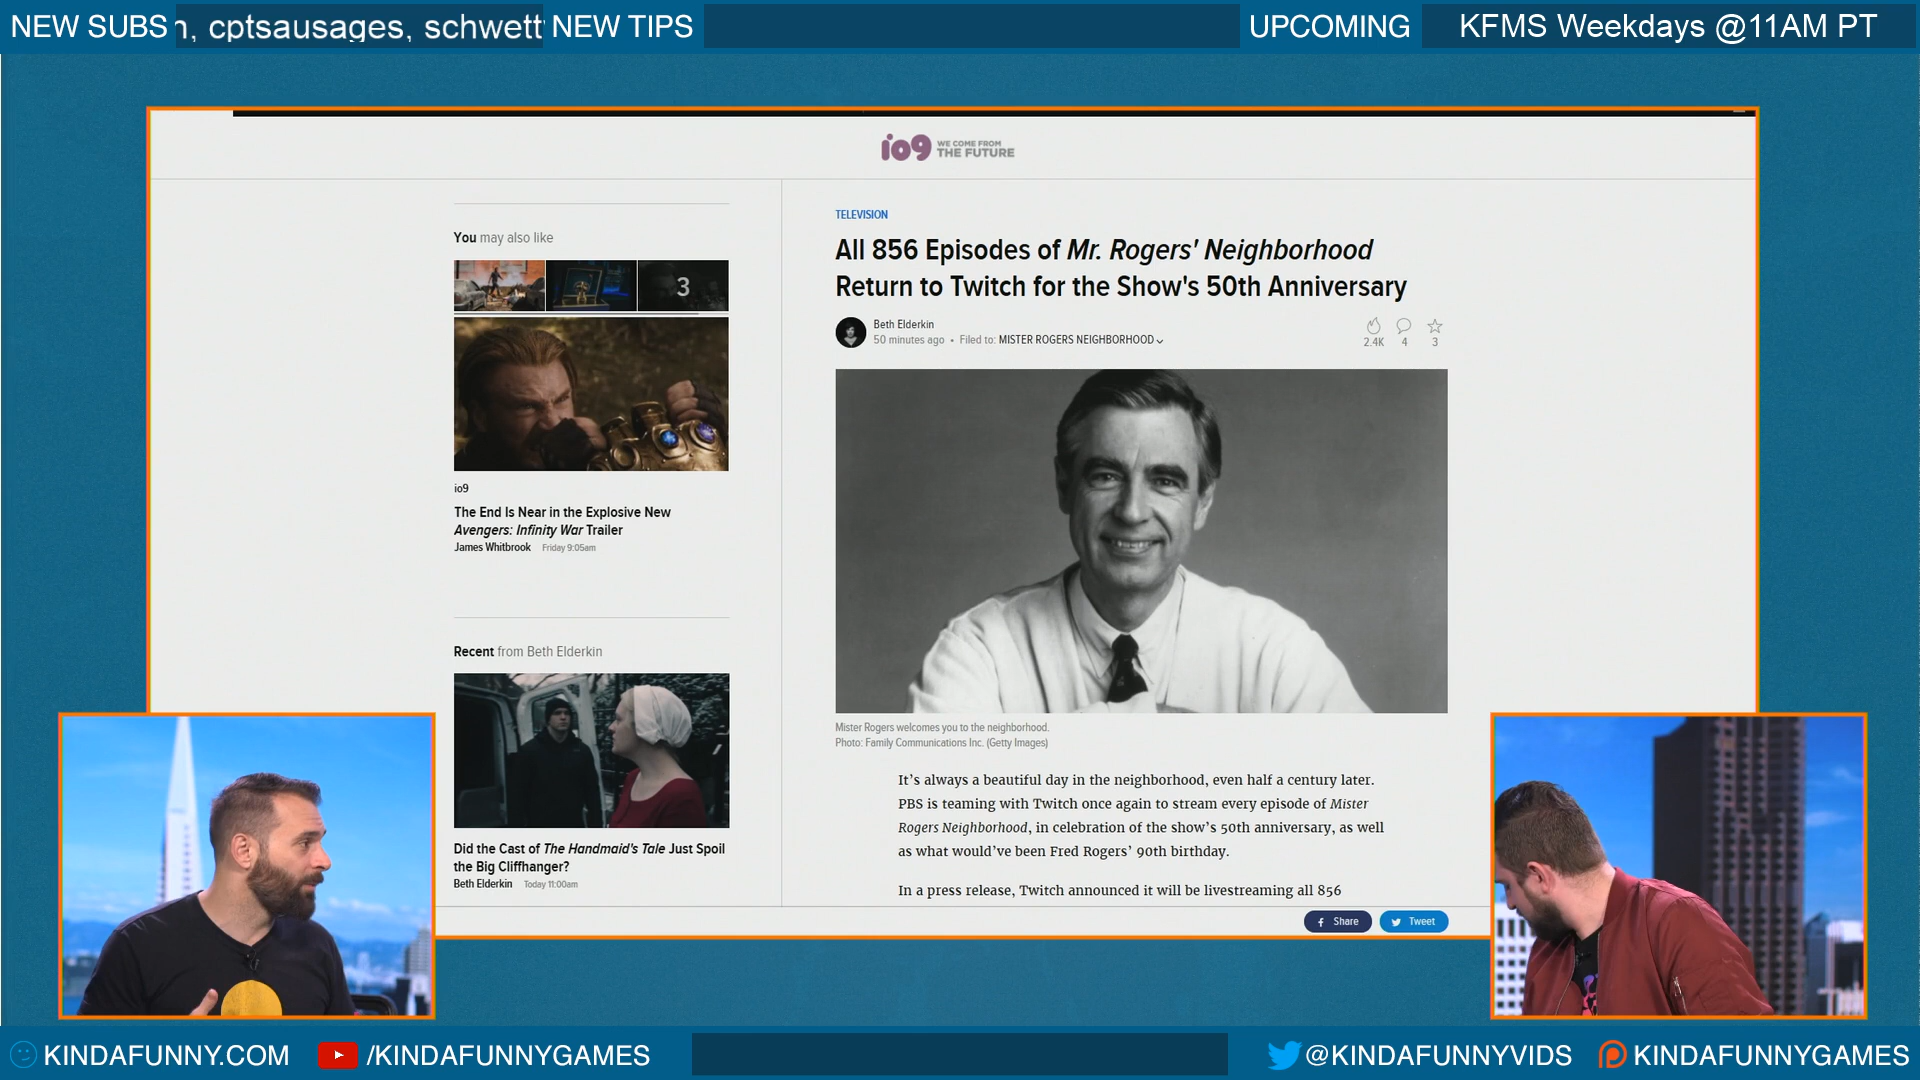 NEW SUBS
, cptsausages, schwett
NEW TIPS
UPCOMING
KFMS Weekdays @11AM PT
io9 WE COME FROM
THE FUTURE
You may also like
3
io9
The End Is Near in the Explosive New
Avengers: Infinity War Trailer
James Whitbrook Friday 9:05am
Recent from Beth Elderkin
Did the Cast of The Handmaid's Tale Just Spoil
the Big Cliffhanger?
Beth Elderkin Today 11:00am
TELEVISION
All 856 Episodes of Mr. Rogers' Neighborhood
Return to Twitch for the Show's 50th Anniversary
Beth Elderkin
50 minutes ago • Filed to: MISTER ROGERS NEIGHBORHOOD
2.4K 4 3
Mister Rogers welcomes you to the neighborhood.
Photo: Family Communications Inc. (Getty Images)
It’s always a beautiful day in the neighborhood, even half a century later.
PBS is teaming with Twitch once again to stream every episode of Mister
Rogers Neighborhood, in celebration of the show’s 50th anniversary, as well
as what would’ve been Fred Rogers’ 90th birthday.
In a press release, Twitch announced it will be livestreaming all 856
Share Tweet
KINDAFUNNY.COM
/KINDAFUNNYGAMES
@KINDAFUNNYVIDS
KINDAFUNNYGAMES